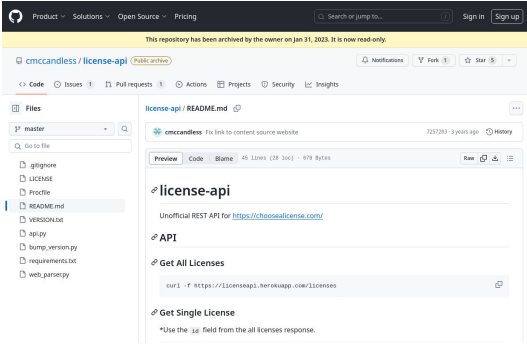 Product Solutions Open Source Pricing
Search or jump to... /
Sign in Sign up
This repository has been archived by the owner on Jan 31, 2023. It is now read-only.
cmccandless / license-api Public archive
Notifications Fork 1 Star 5
Code Issues 1 Pull requests 1 Actions Projects Security Insights
Files
master
Go to file
.gitignore
LICENSE
Procfile
README.md
VERSION.txt
api.py
bump_version.py
requirements.txt
web_parser.py
license-api / README.md
cmccandless Fix link to content source website
7257203 · 3 years ago History
Preview Code Blame 45 lines (28 loc) · 678 Bytes
Raw
license-api
Unofficial REST API for https://choosealicense.com/
API
Get All Licenses
curl -f https://licenseapi.herokuapp.com/licenses
Get Single License
*Use the id field from the all licenses response.